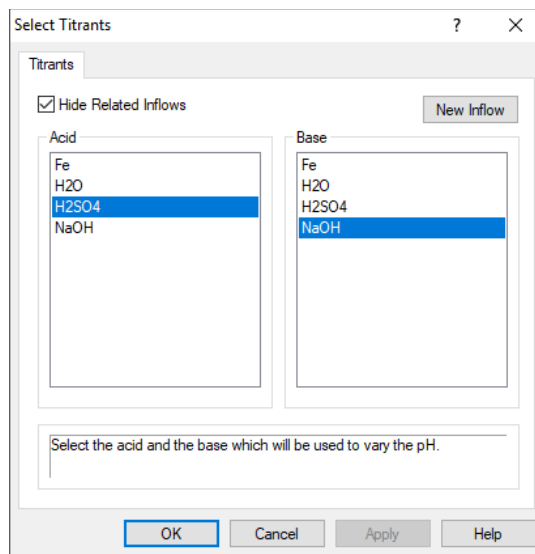 Select Titrants
?
Titrants
Hide Related Inflows
New Inflow
Acid
Fe
H2O
H2SO4
NaOH
Base
Fe
H2O
H2SO4
NaOH
Select the acid and the base which will be used to vary the pH.
OK
Cancel
Apply
Help